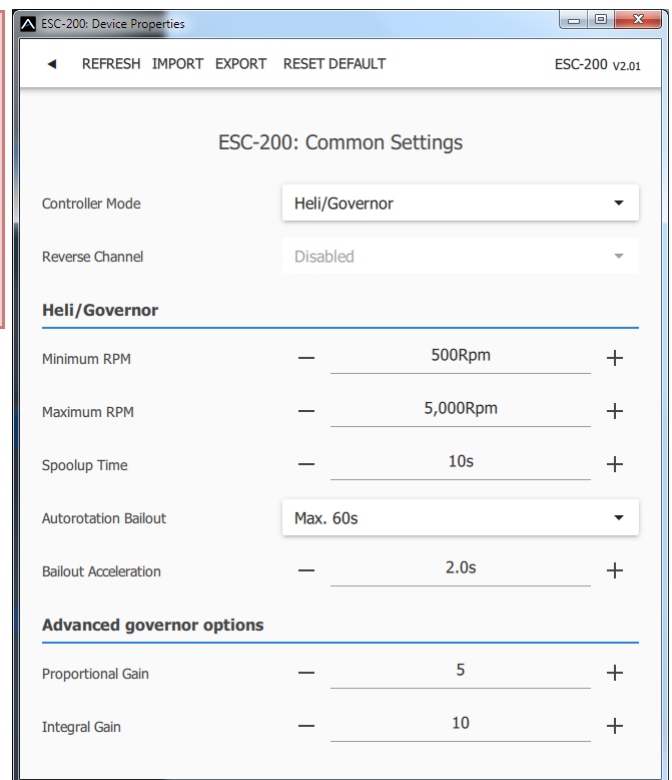 ESC-200: Device Properties
REFRESH IMPORT EXPORT RESET DEFAULT ESC-200 V2.01
ESC-200: Common Settings
Controller Mode Heli/Governor
Reverse Channel Disabled
Heli/Governor
Minimum RPM — 500Rpm +
Maximum RPM — 5,000Rpm +
Spoolup Time — 10s +
Autorotation Bailout Max. 60s
Bailout Acceleration — 2.0s +
Advanced governor options
Proportional Gain — 5 +
Integral Gain — 10 +